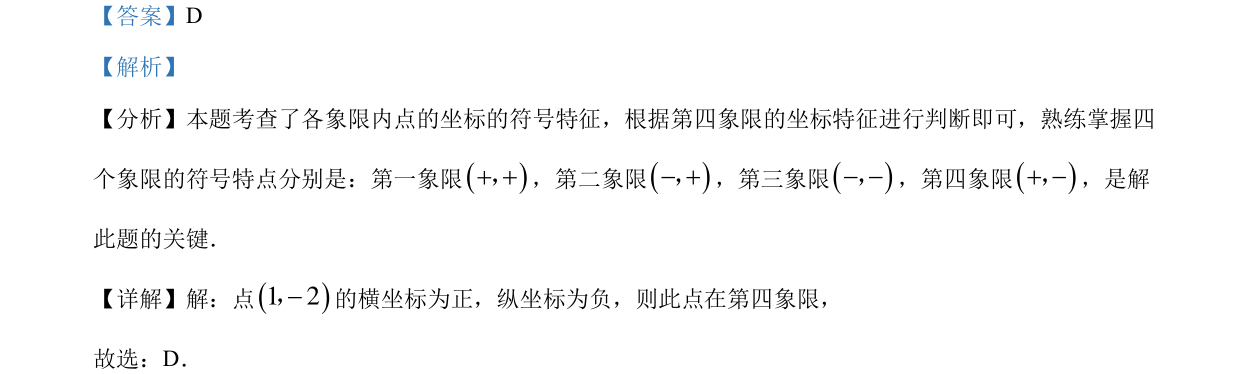 【答案】D
【解析】
【分析】本题考查了各象限内点的坐标的符号特征，根据第四象限的坐标特征进行判断即可，熟练掌握四
个象限的符号特点分别是：第一象限(+,+)，第二象限(−,+)，第三象限(−,−)，第四象限(+,−)，是解
此题的关键．
【详解】解：点(1,−2)的横坐标为正，纵坐标为负，则此点在第四象限，
故选：D．